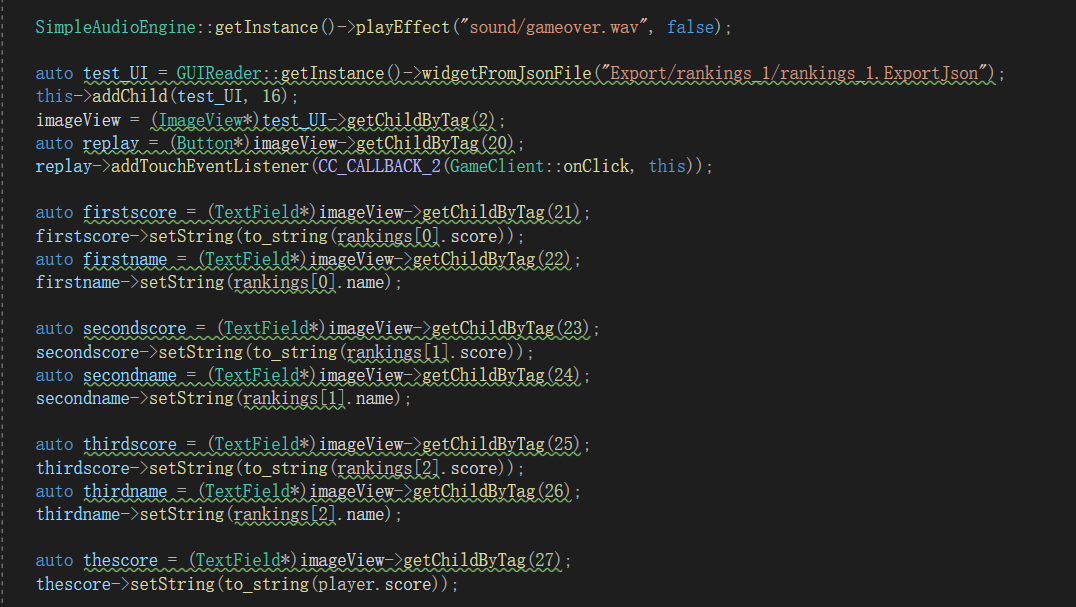 SimpleAudioEngine::getInstance()->playEffect("sound/gameover.wav", false);
auto test_UI = GUIReader::getInstance()->widgetFromJsonFile("Export/rankings_1/rankings_1.ExportJson");
this->addChild(test_UI, 16);
imageView = (ImageView*)test_UI->getChildByTag(2);
auto replay = (Button*)imageView->getChildByTag(20);
replay->addTouchEventListener(CC_CALLBACK_2(GameClient::onClick, this));
auto firstscore = (TextField*)imageView->getChildByTag(21);
firstscore->setString(to_string(rankings[0].score));
auto firstname = (TextField*)imageView->getChildByTag(22);
firstname->setString(rankings[0].name);
auto secondscore = (TextField*)imageView->getChildByTag(23);
secondscore->setString(to_string(rankings[1].score));
auto secondname = (TextField*)imageView->getChildByTag(24);
secondname->setString(rankings[1].name);
auto thirdscore = (TextField*)imageView->getChildByTag(25);
thirdscore->setString(to_string(rankings[2].score));
auto thirdname = (TextField*)imageView->getChildByTag(26);
thirdname->setString(rankings[2].name);
auto thescore = (TextField*)imageView->getChildByTag(27);
thescore->setString(to_string(player.score));